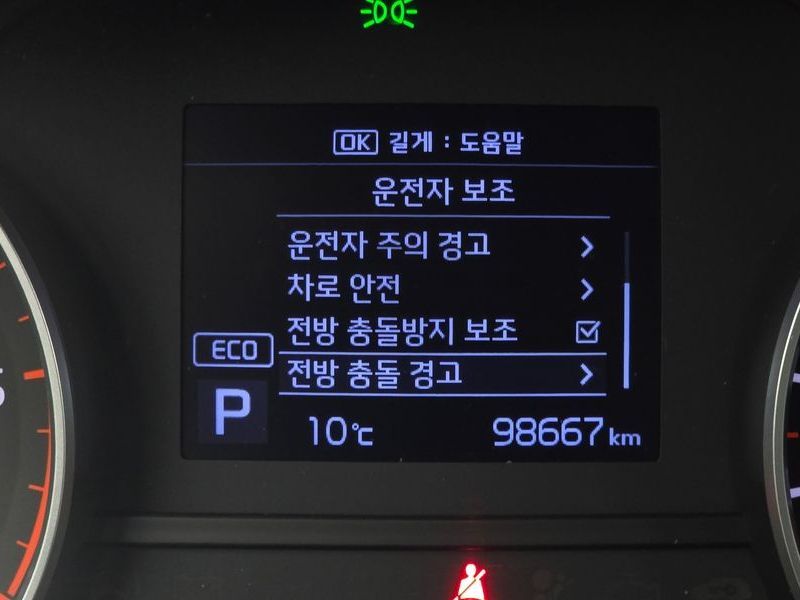 OK 길게 : 도움말
운전자 보조
운전자 주의 경고
차로 안전
전방 충돌방지 보조
ECO
전방 충돌 경고
P
10℃ 98667 km